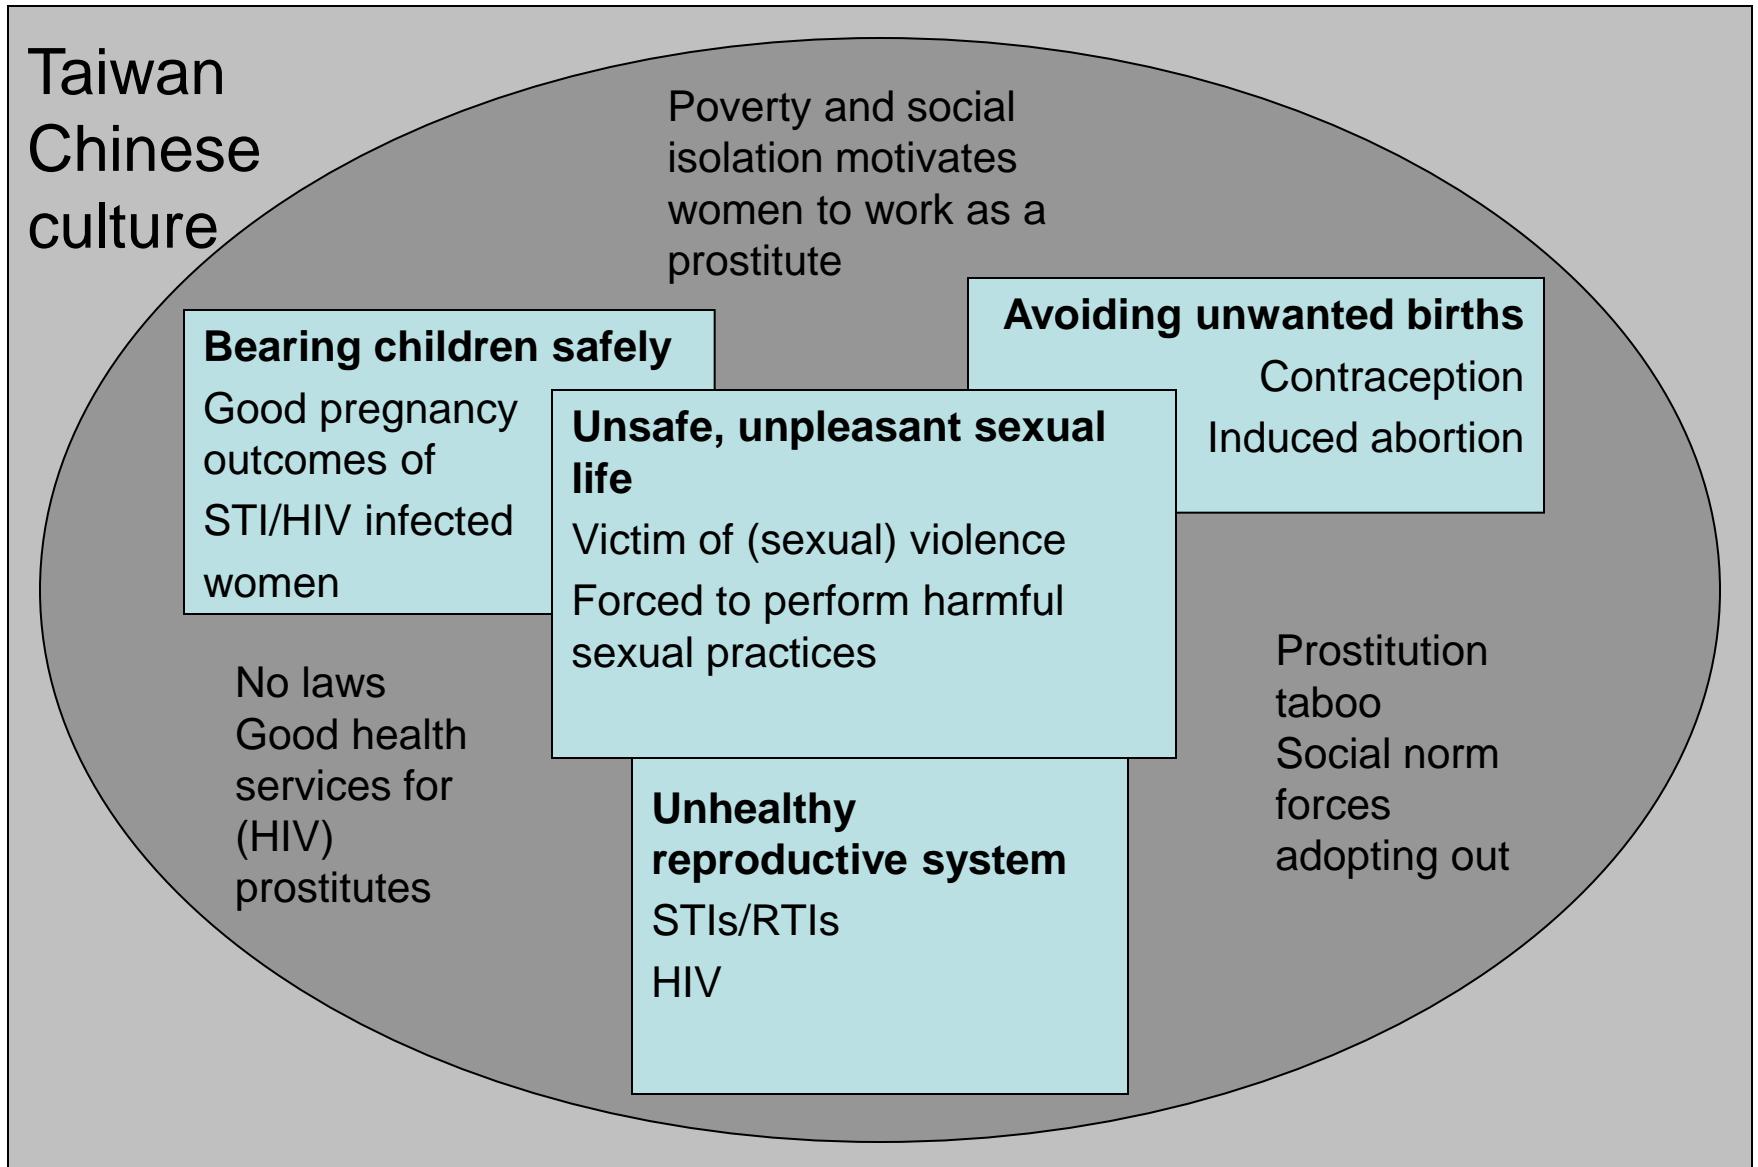 Taiwan
Chinese
culture
Poverty and social
isolation motivates
women to work as a
prostitute
Bearing children safely
Good pregnancy
outcomes of
STI/HIV infected
women
Avoiding unwanted births
Contraception
Induced abortion
Unsafe, unpleasant sexual
life
Victim of (sexual) violence
Forced to perform harmful
sexual practices
No laws
Good health
services for
(HIV)
prostitutes
Prostitution
taboo
Social norm
forces
adopting out
Unhealthy
reproductive system
STIs/RTIs
HIV